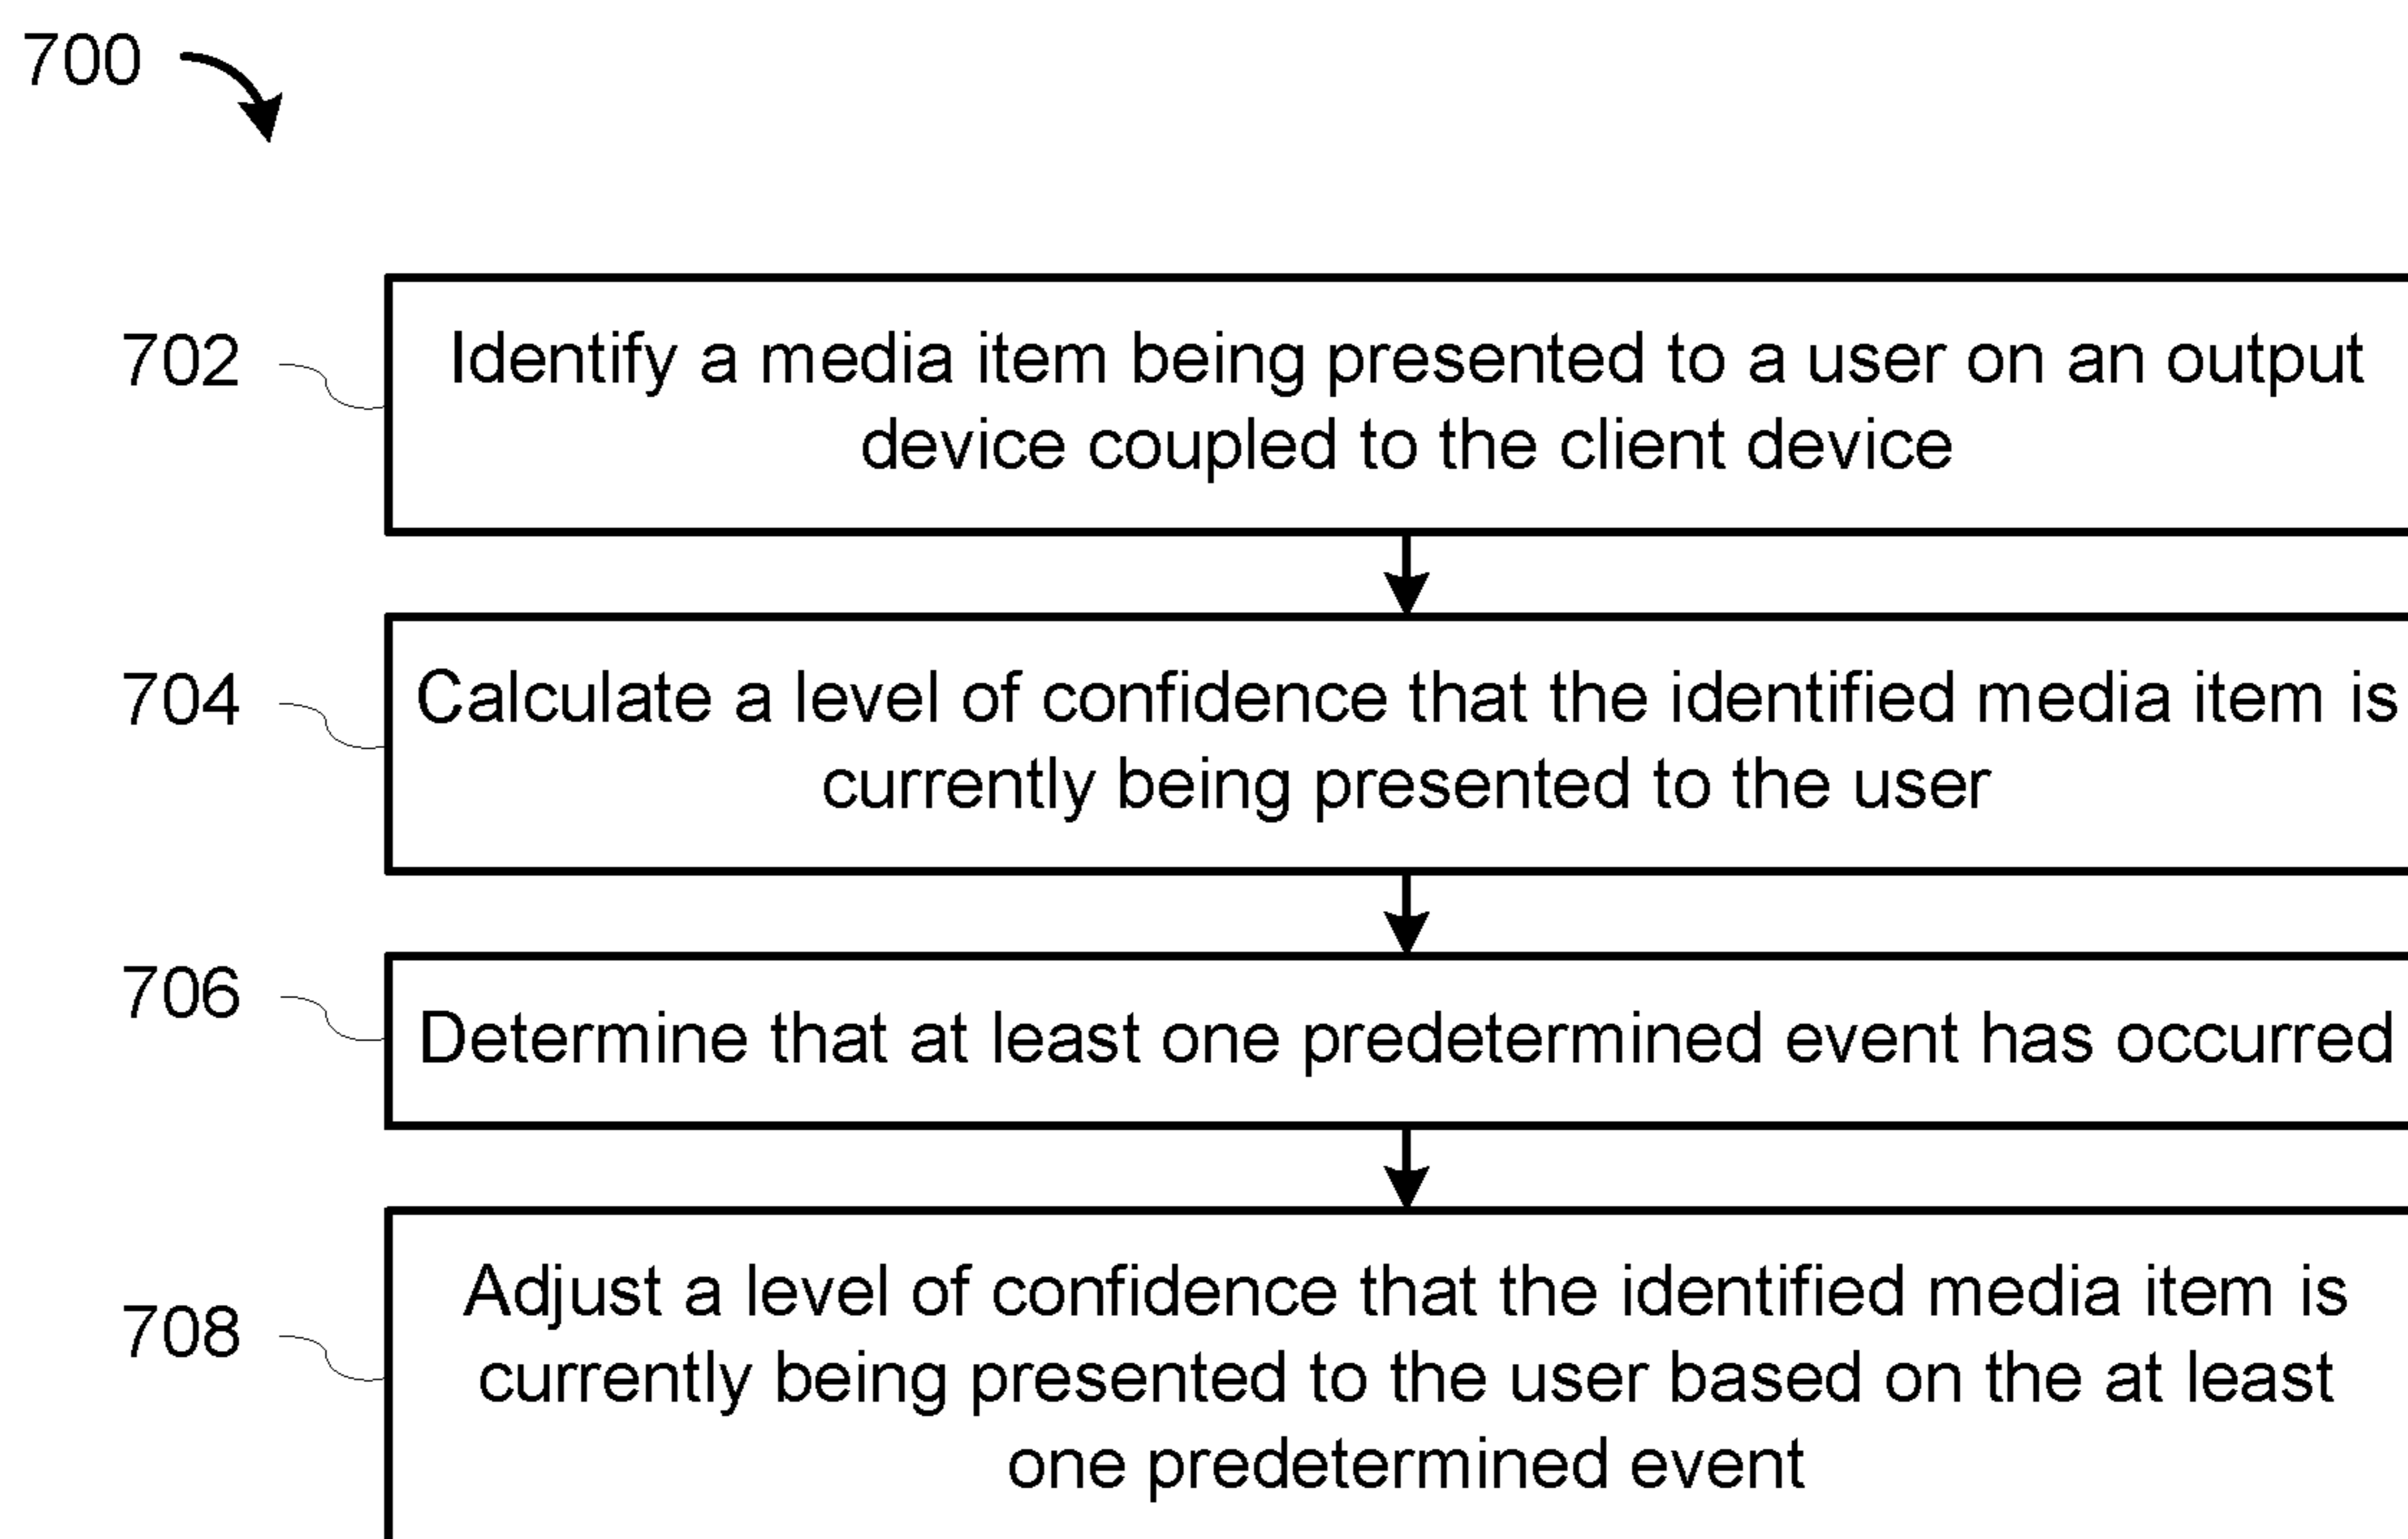 700
702
Identify a media item being presented to a user on an output
device coupled to the client device
704
Calculate a level of confidence that the identified media item is
currently being presented to the user
706
Determine that at least one predetermined event has occurred
708
Adjust a level of confidence that the identified media item is
currently being presented to the user based on the at least
one predetermined event